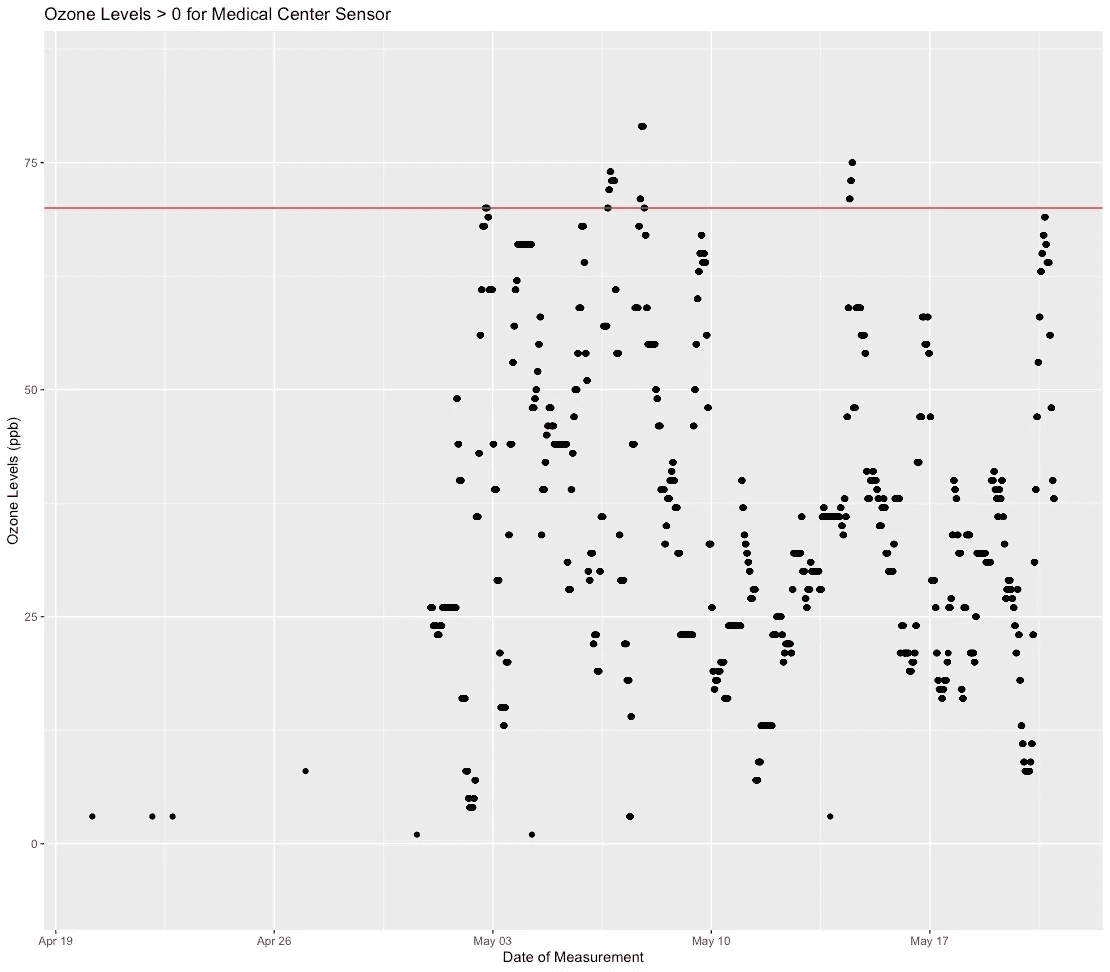 Ozone Levels > 0 for Medical Center Sensor
Ozone Levels (ppb)
75
50
25
0
Apr 19 Apr 26 May 03 May 10 May 17
Date of Measurement